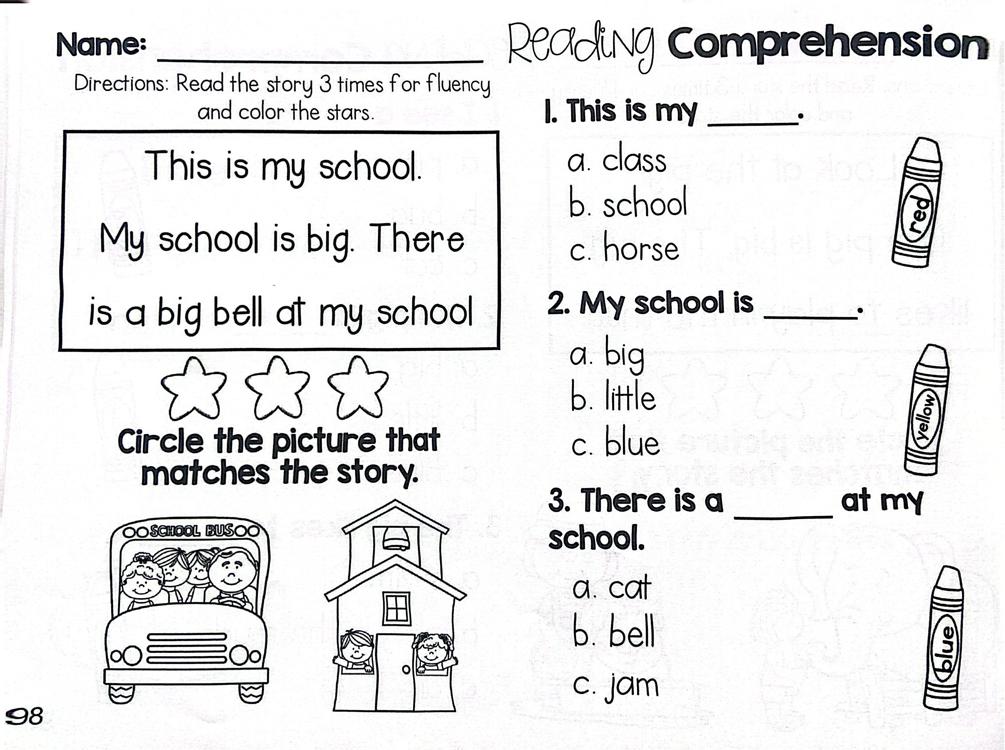 Name:
Directions: Read the story 3 times for fluency
and color the stars.
This is my school.
My school is big. There
is a big bell at my school
Circle the picture that
matches the story.
SCHOOL BUS
98
Reading Comprehension
1. This is my ______.
a. class
b. school
c. horse
red
2. My school is ______.
a. big
b. little
c. blue
yellow
3. There is a ______ at my
school.
a. cat
b. bell
c. jam
blue